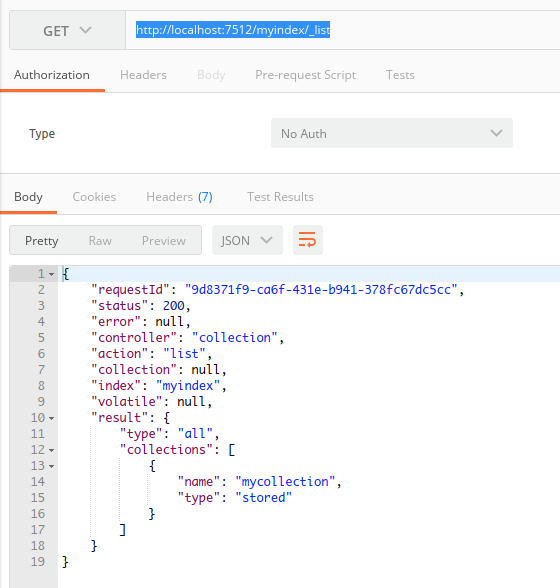 GET http://localhost:7512/myindex/_list
Authorization Headers Body Pre-request Script Tests
Type No Auth
Body Cookies Headers (7) Test Results
Pretty Raw Preview JSON
1 {
2 "requestId": "9d8371f9-ca6f-431e-b941-378fc67dc5cc",
3 "status": 200,
4 "error": null,
5 "controller": "collection",
6 "action": "list",
7 "collection": null,
8 "index": "myindex",
9 "volatile": null,
10 "result": {
11 "type": "all",
12 "collections": [
13 {
14 "name": "mycollection",
15 "type": "stored"
16 }
17 ]
18 }
19 }